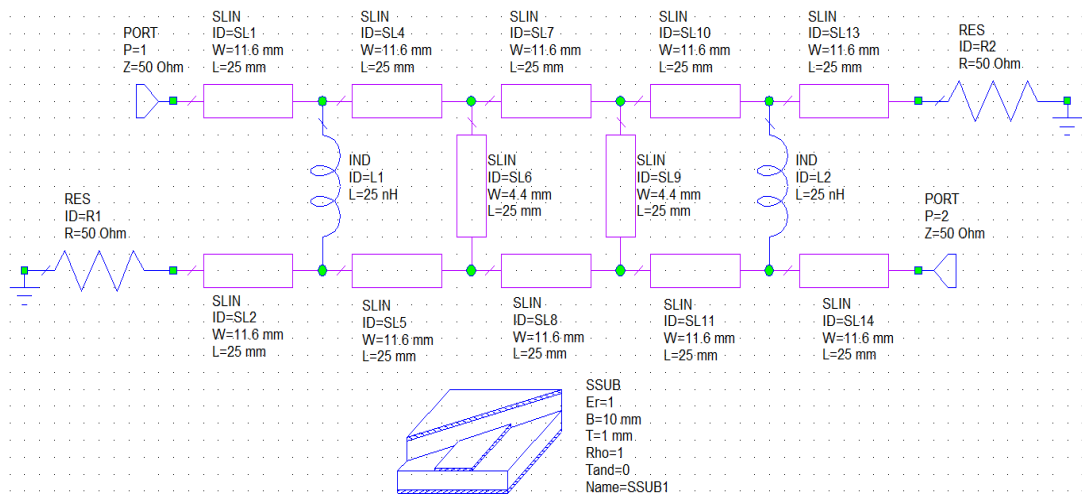 PORT
P=1
Z=50 Ohm
SLIN
ID=SL1
W=11.6 mm
L=25 mm
SLIN
ID=SL4
W=11.6 mm
L=25 mm
SLIN
ID=SL7
W=11.6 mm
L=25 mm
SLIN
ID=SL10
W=11.6 mm
L=25 mm
SLIN
ID=SL13
W=11.6 mm
L=25 mm
RES
ID=R2
R=50 Ohm
RES
ID=R1
R=50 Ohm
IND
ID=L1
L=25 nH
SLIN
ID=SL6
W=4.4 mm
L=25 mm
SLIN
ID=SL9
W=4.4 mm
L=25 mm
IND
ID=L2
L=25 nH
PORT
P=2
Z=50 Ohm
SLIN
ID=SL2
W=11.6 mm
L=25 mm
SLIN
ID=SL5
W=11.6 mm
L=25 mm
SLIN
ID=SL8
W=11.6 mm
L=25 mm
SLIN
ID=SL11
W=11.6 mm
L=25 mm
SLIN
ID=SL14
W=11.6 mm
L=25 mm
SSUB
Er=1
B=10 mm
T=1 mm
Rho=1
Tand=0
Name=SSUB1